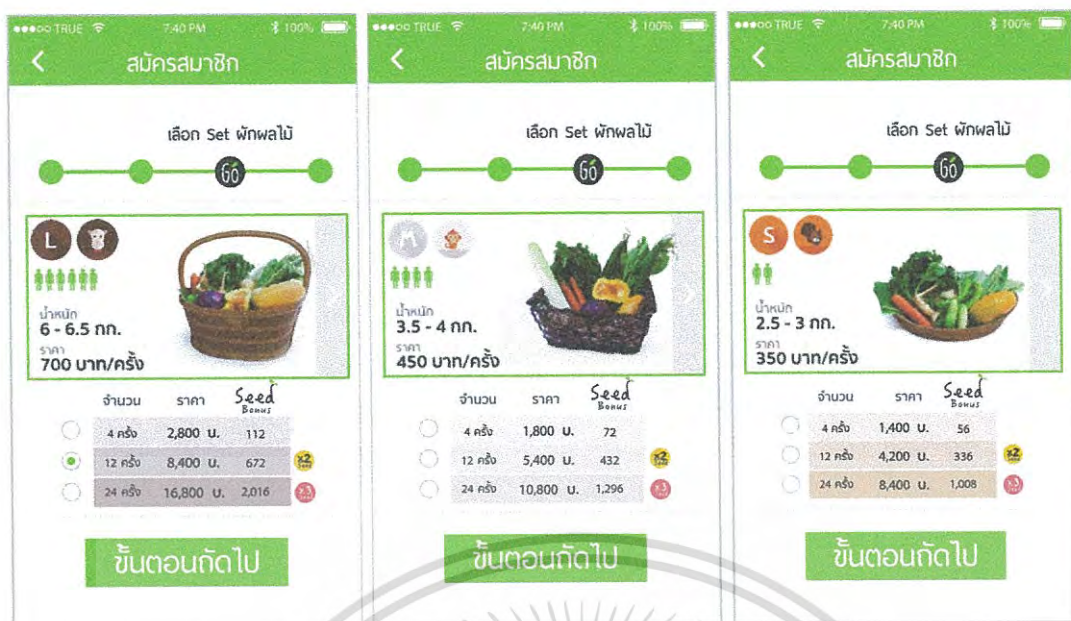 TRUE 7:40 PM 100%
สมัครสมาชิก
เลือก Set ผักผลไม้
Gó
L
น้ำหนัก
6 - 6.5 กก.
ราคา
700 บาท/ครั้ง
จำนวน ราคา Seed Bonus
4 ครั้ง 2,800 บ. 112
12 ครั้ง 8,400 บ. 672 x2 Seed
24 ครั้ง 16,800 บ. 2,016 x3 Seed
ขั้นตอนถัดไป
TRUE 7:40 PM 100%
สมัครสมาชิก
เลือก Set ผักผลไม้
Gó
M
น้ำหนัก
3.5 - 4 กก.
ราคา
450 บาท/ครั้ง
จำนวน ราคา Seed Bonus
4 ครั้ง 1,800 บ. 72
12 ครั้ง 5,400 บ. 432 x2 Seed
24 ครั้ง 10,800 บ. 1,296 x3 Seed
ขั้นตอนถัดไป
TRUE 7:40 PM 100%
สมัครสมาชิก
เลือก Set ผักผลไม้
Gó
S
น้ำหนัก
2.5 - 3 กก.
ราคา
350 บาท/ครั้ง
จำนวน ราคา Seed Bonus
4 ครั้ง 1,400 บ. 56
12 ครั้ง 4,200 บ. 336 x2 Seed
24 ครั้ง 8,400 บ. 1,008 x3 Seed
ขั้นตอนถัดไป